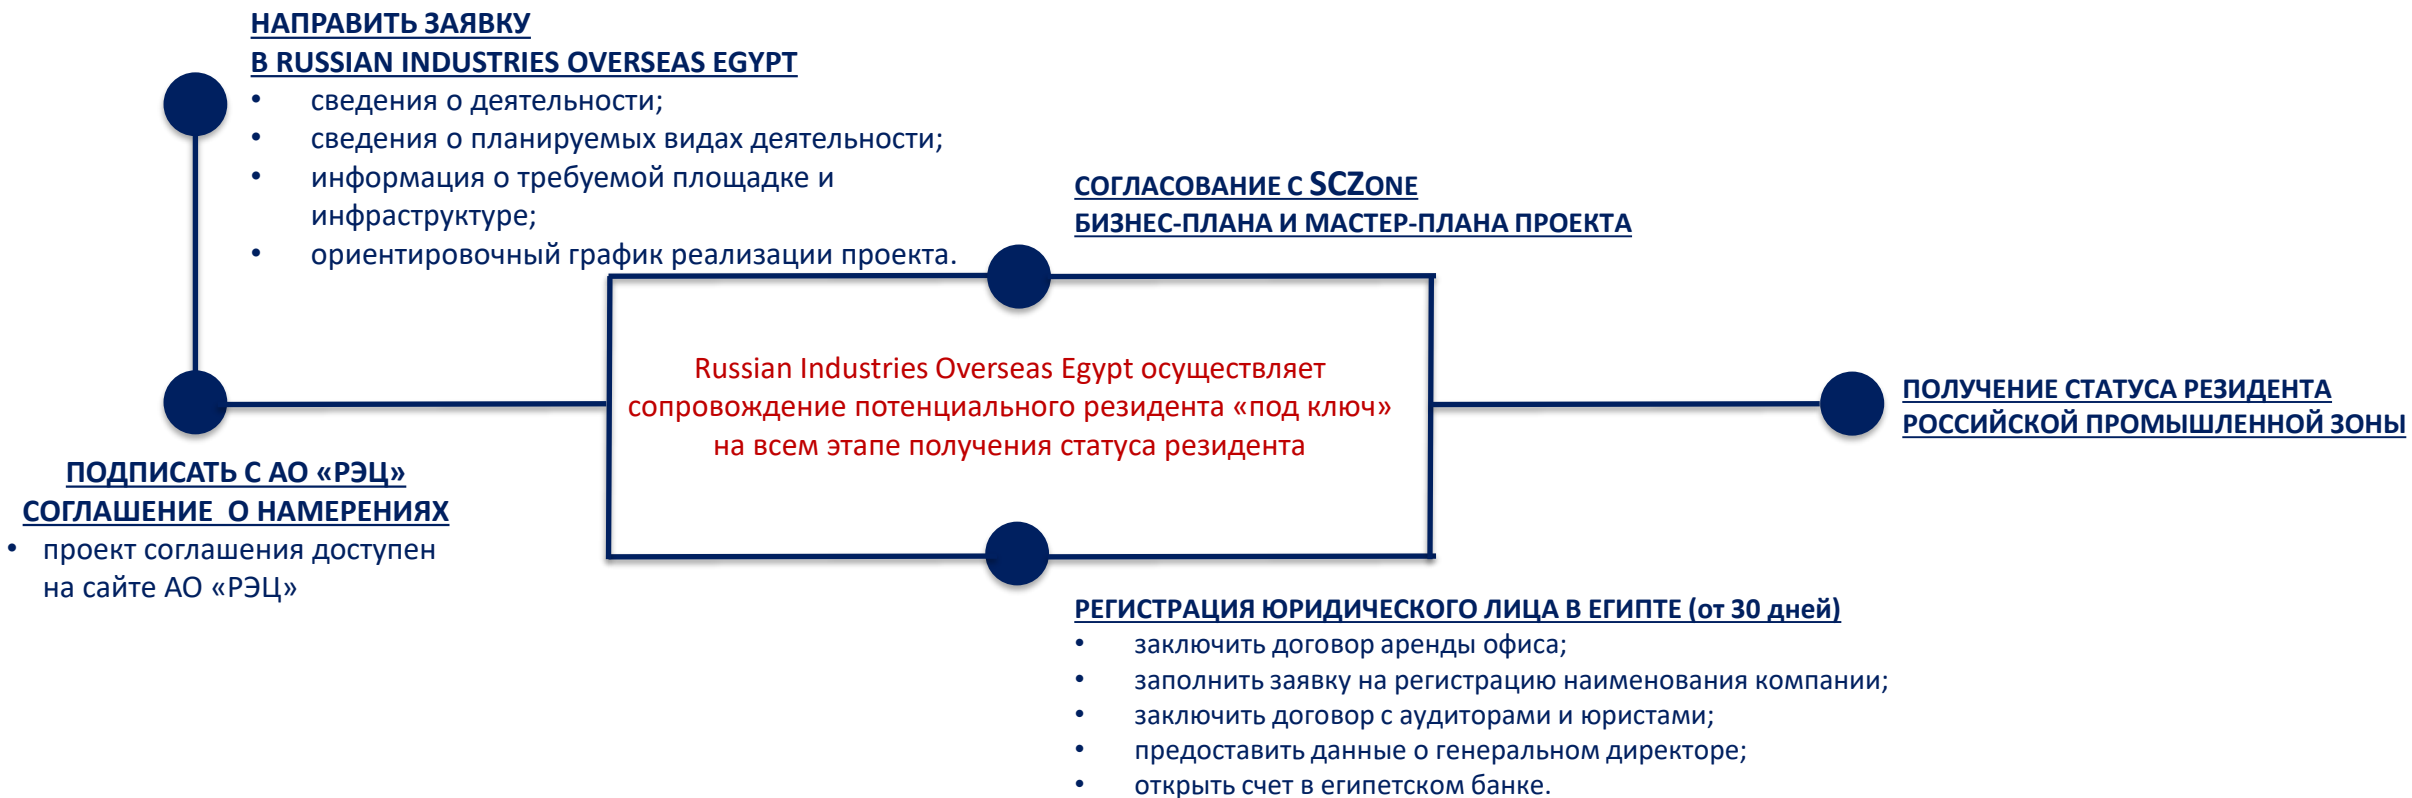 НАПРАВИТЬ ЗАЯВКУ
В RUSSIAN INDUSTRIES OVERSEAS EGYPT
• сведения о деятельности;
• сведения о планируемых видах деятельности;
• информация о требуемой площадке и
инфраструктуре;
• ориентировочный график реализации проекта.
ПОДПИСАТЬ С АО «РЭЦ»
СОГЛАШЕНИЕ О НАМЕРЕНИЯХ
• проект соглашения доступен
на сайте АО «РЭЦ»
СОГЛАСОВАНИЕ С SCZONE
БИЗНЕС-ПЛАНА И МАСТЕР-ПЛАНА ПРОЕКТА
Russian Industries Overseas Egypt осуществляет
сопровождение потенциального резидента «под ключ»
на всем этапе получения статуса резидента
РЕГИСТРАЦИЯ ЮРИДИЧЕСКОГО ЛИЦА В ЕГИПТЕ (от 30 дней)
• заключить договор аренды офиса;
• заполнить заявку на регистрацию наименования компании;
• заключить договор с аудиторами и юристами;
• предоставить данные о генеральном директоре;
• открыть счет в египетском банке.
ПОЛУЧЕНИЕ СТАТУСА РЕЗИДЕНТА
РОССИЙСКОЙ ПРОМЫШЛЕННОЙ ЗОНЫ